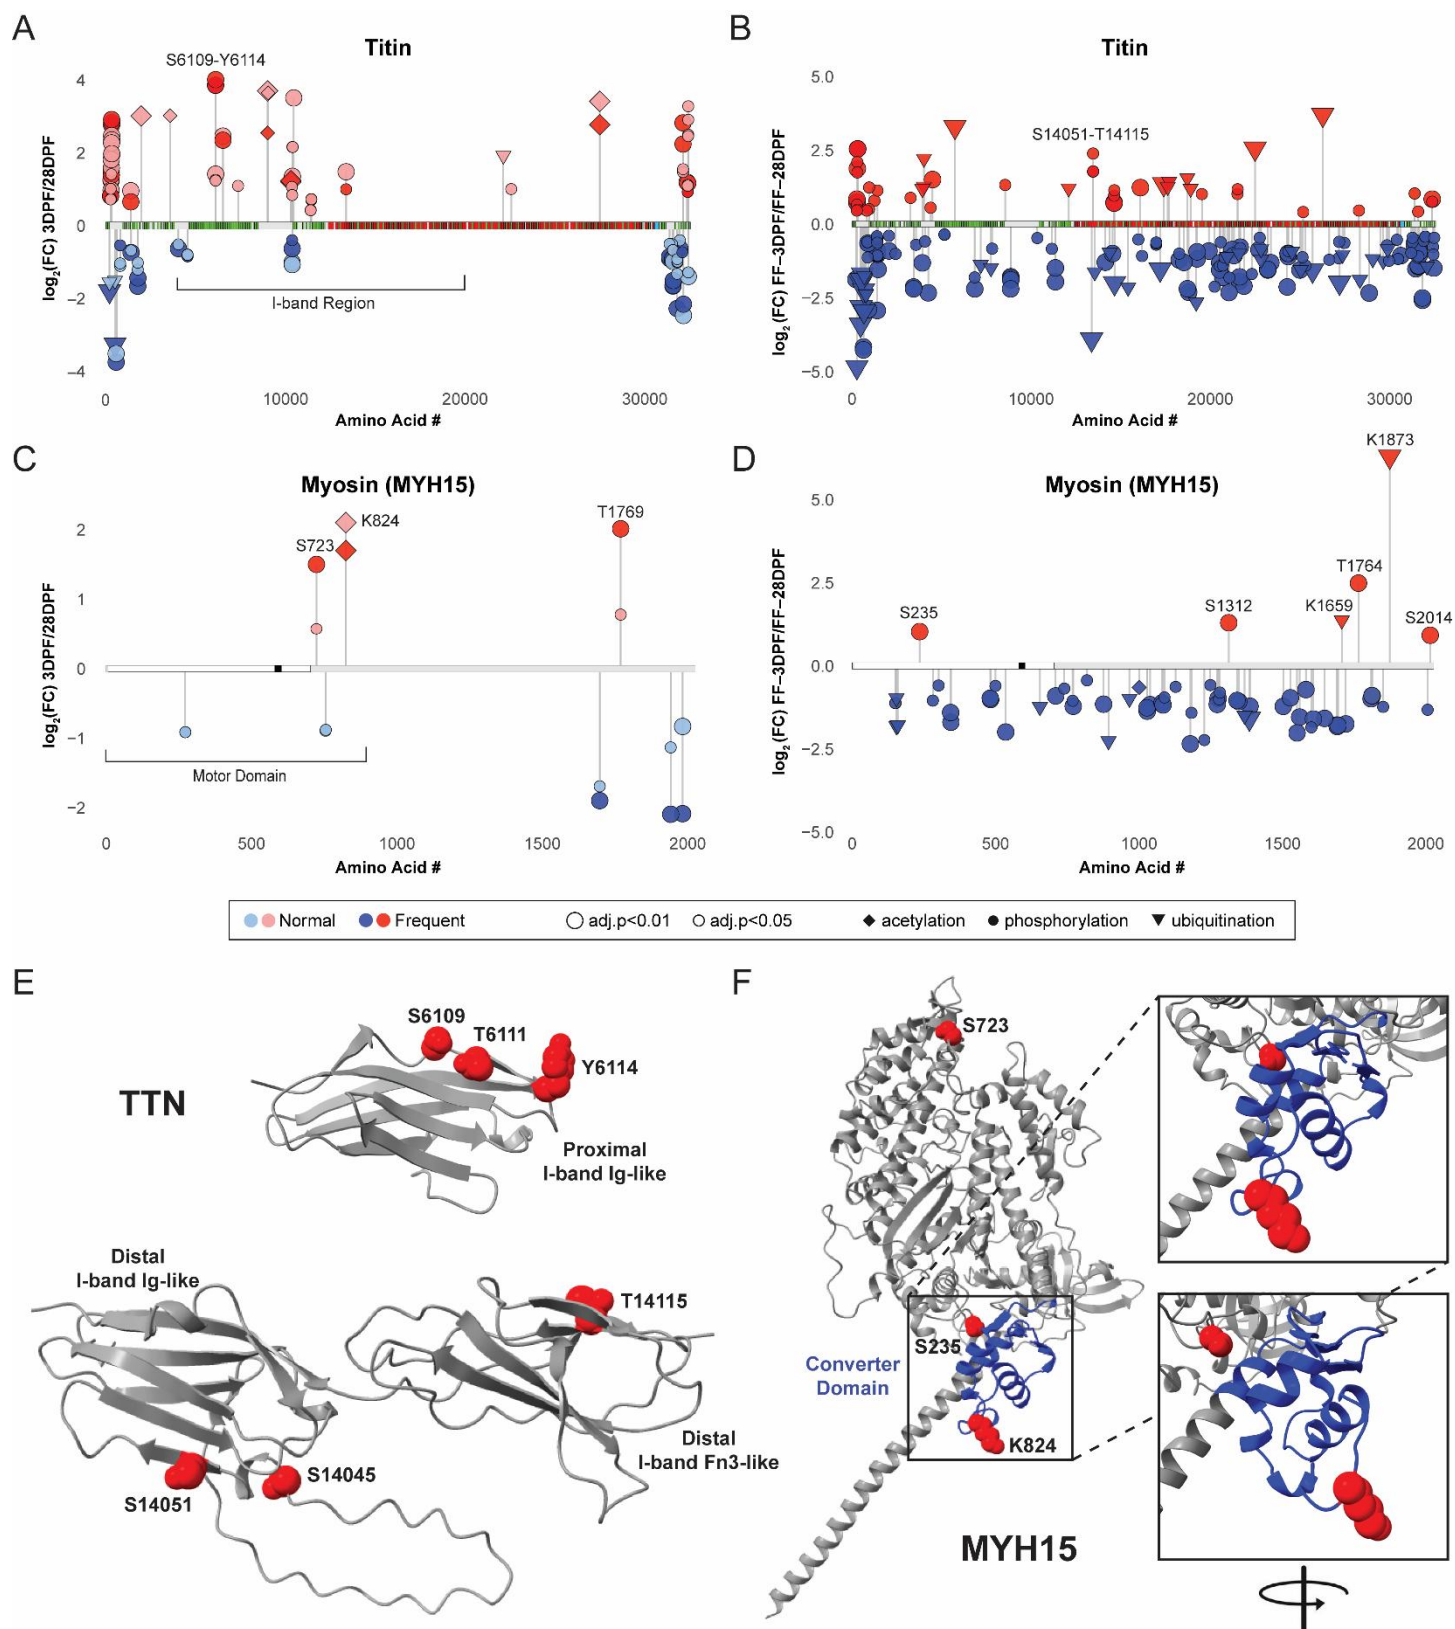 A
Titin
S6109-Y6114
log2(FC) 3DPF/28DPF
4
2
0
−2
−4
I-band Region
0
10000
20000
30000
Amino Acid #
B
Titin
S14051-T14115
log2(FC) FF−3DPF/FF−28DPF
5.0
2.5
0.0
−2.5
−5.0
0
10000
20000
30000
Amino Acid #
C
Myosin (MYH15)
S723
K824
T1769
log2(FC) 3DPF/28DPF
2
1
0
−1
−2
Motor Domain
0
500
1000
1500
2000
Amino Acid #
D
Myosin (MYH15)
K1873
T1764
S235
S1312
K1659
S2014
log2(FC) FF−3DPF/FF−28DPF
5.0
2.5
0.0
−2.5
−5.0
0
500
1000
1500
2000
Amino Acid #
Normal
Frequent
adj.p<0.01
adj.p<0.05
acetylation
phosphorylation
ubiquitination
E
TTN
S6109
T6111
Y6114
Proximal
I-band Ig-like
Distal
I-band Ig-like
T14115
S14051
S14045
Distal
I-band Fn3-like
F
S723
S235
Converter
Domain
K824
MYH15